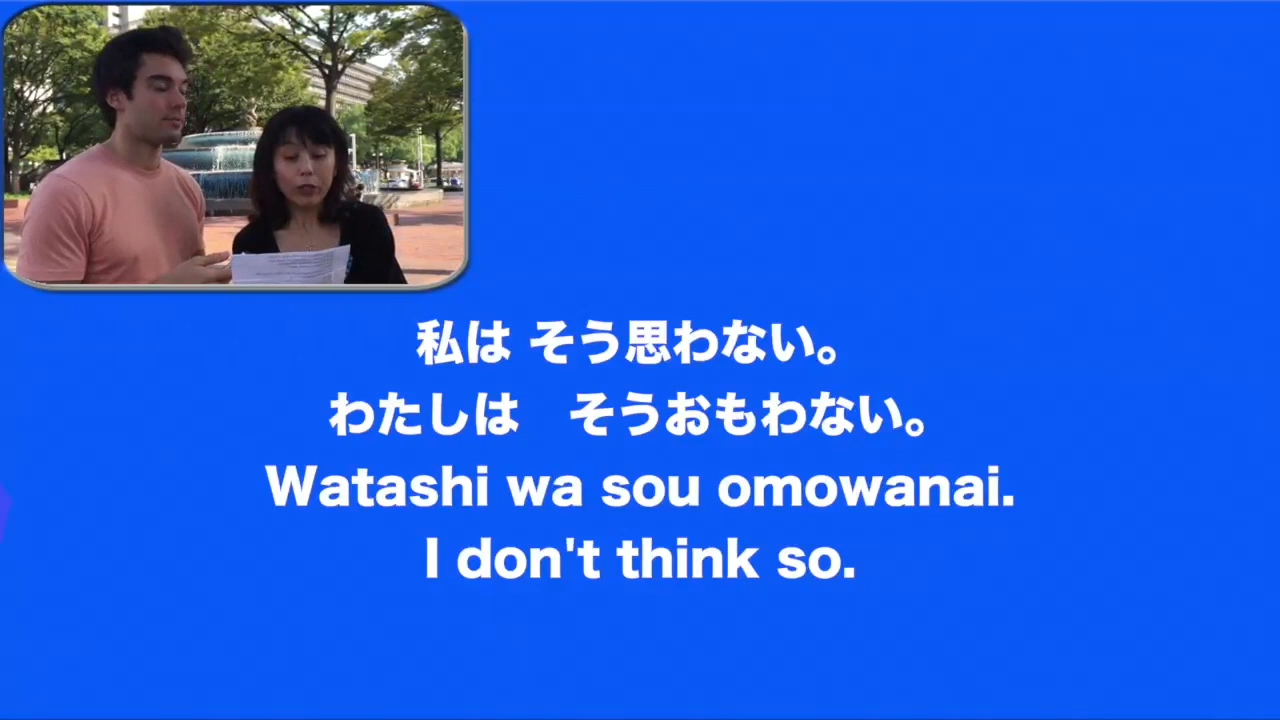 私は そう思わない。
わたしは　そうおもわない。
Watashi wa sou omowanai.
I don't think so.